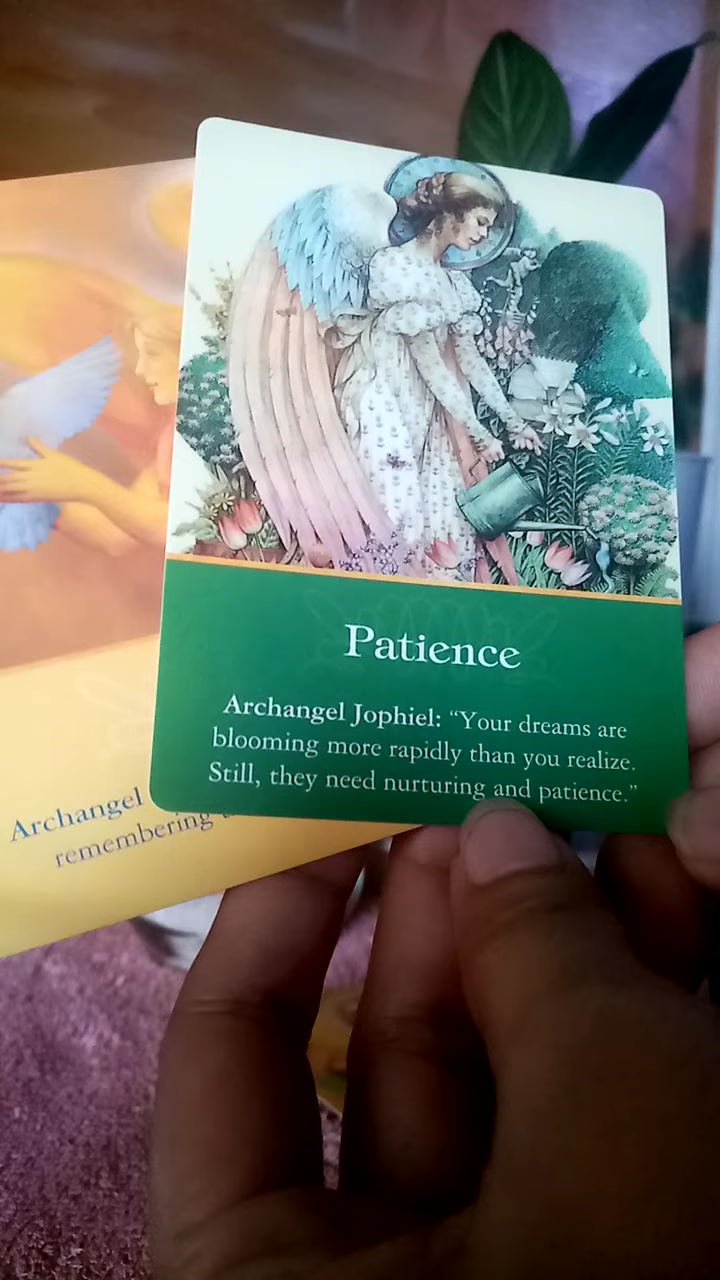 Patience
Archangel Jophiel: “Your dreams are
blooming more rapidly than you realize.
Still, they need nurturing and patience.”
Archangel
remembering